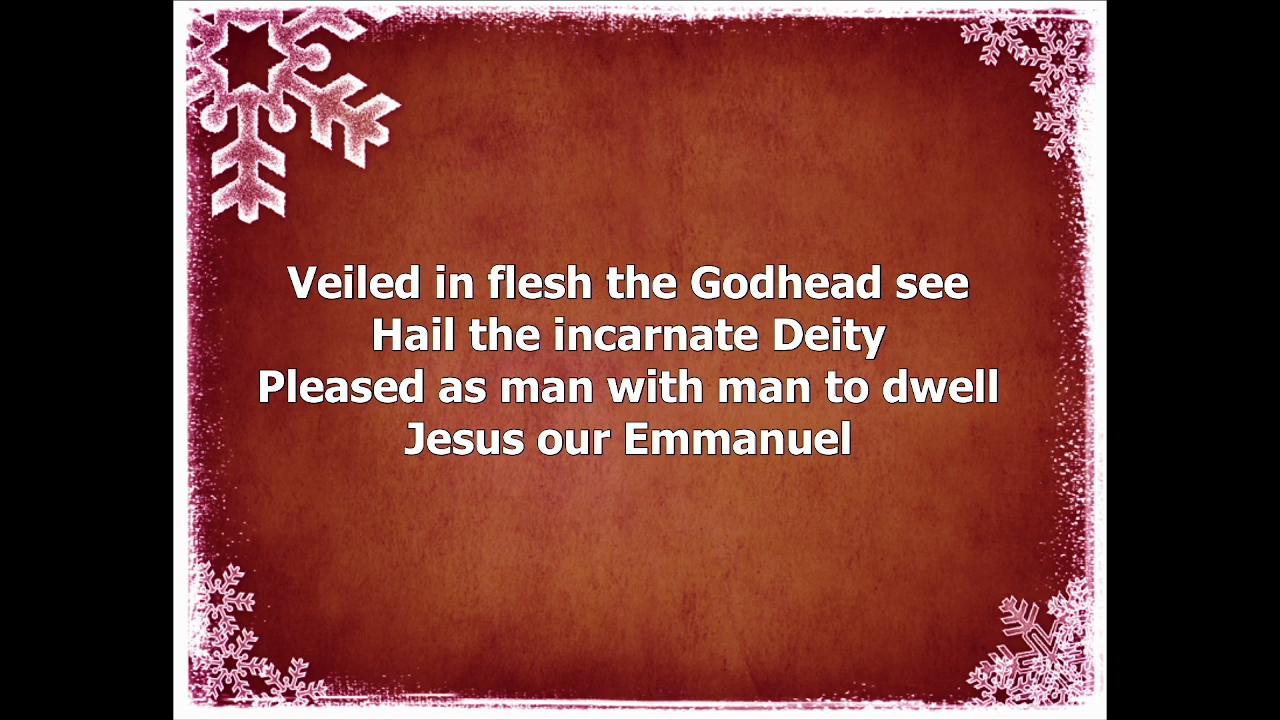 Veiled in flesh the Godhead see
Hail the incarnate Deity
Pleased as man with man to dwell
Jesus our Emmanuel